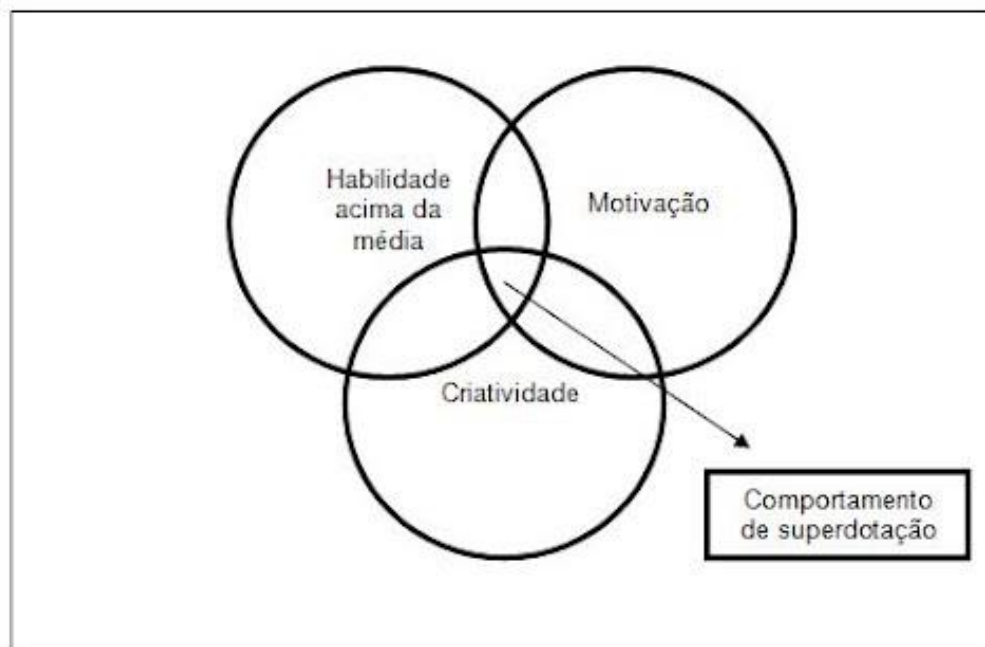 Habilidade
acima da
média
Motivação
Criatividade
Comportamento
de superdotação